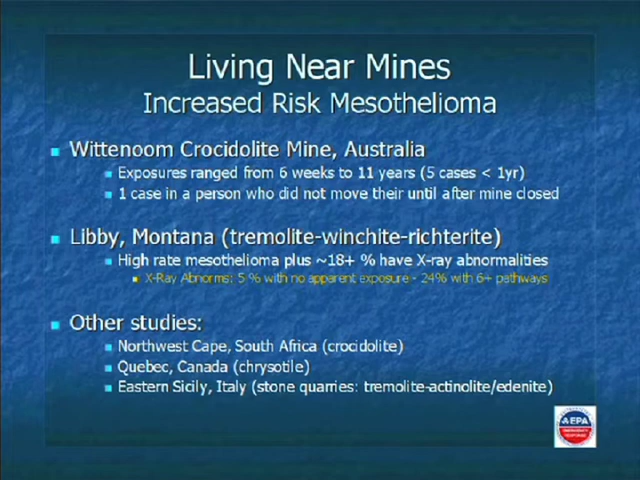 Living Near Mines
Increased Risk Mesothelioma
Wittenoom Crocidolite Mine, Australia
Exposures ranged from 6 weeks to 11 years (5 cases < 1yr)
1 case in a person who did not move their until after mine closed
Libby, Montana (tremolite-winchite-richterite)
High rate mesothelioma plus ~18+ % have X-ray abnormalities
X-Ray Abnorms: 5 % with no apparent exposure - 24% with 6+ pathways
Other studies:
Northwest Cape, South Africa (crocidolite)
Quebec, Canada (chrysotile)
Eastern Sicily, Italy (stone quarries: tremolite-actinolite/edenite)
EPA